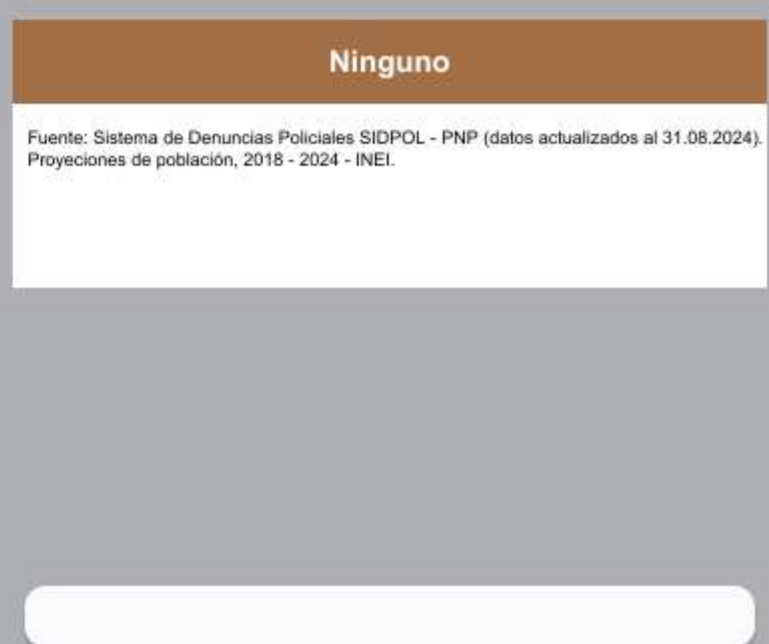 Ninguno
Fuente: Sistema de Denuncias Policiales SIDPOL - PNP (datos actualizados al 31.08.2024).
Proyeciones de población, 2018 - 2024 - INEI.